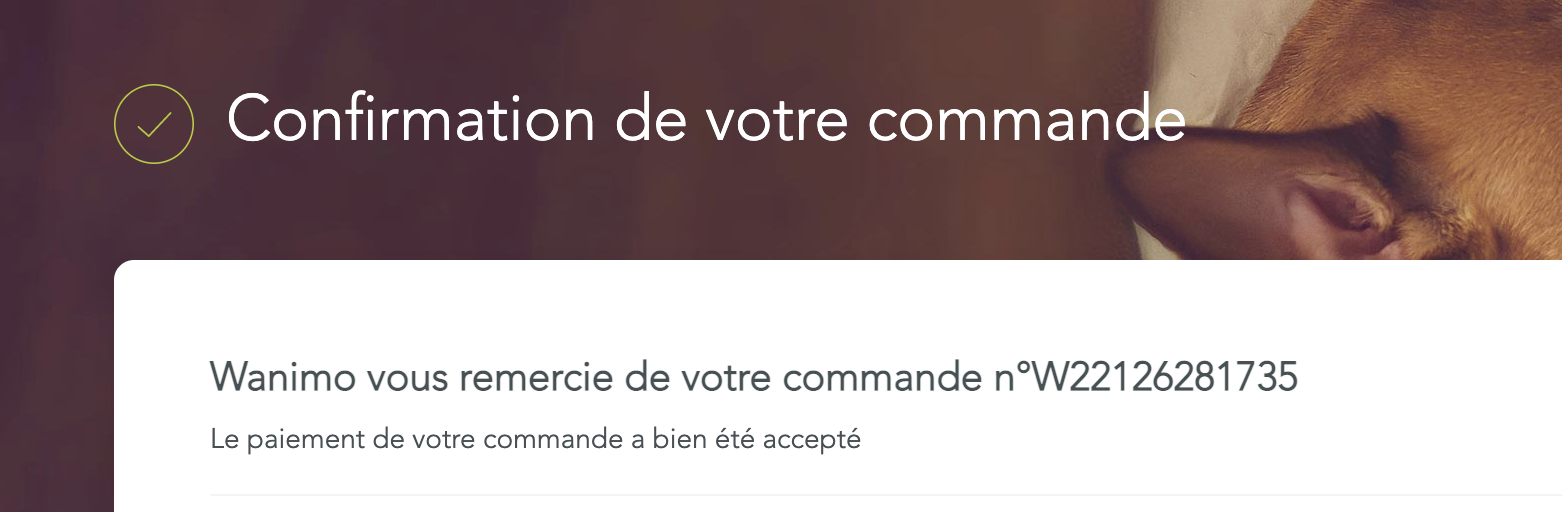 Confirmation de votre commande
Wanimo vous remercie de votre commande n°W22126281735
Le paiement de votre commande a bien été accepté